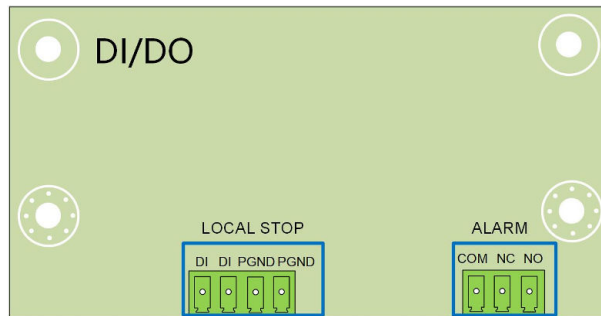 DI/DO
LOCAL STOP
ALARM
DI DI PGND PGND
COM NC NO